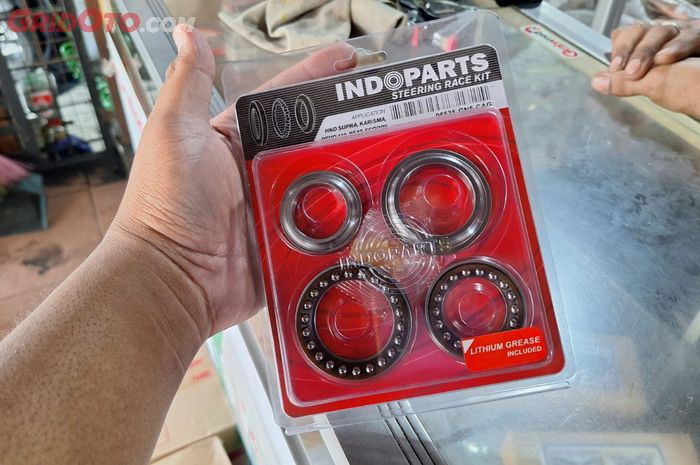 GRIDOTO.COM
INDOPARTS
STEERING RACE KIT
APPLICATION
HND SUPRA, KARISMA,
INDOPARTS
LITHIUM GREASE
INCLUDED